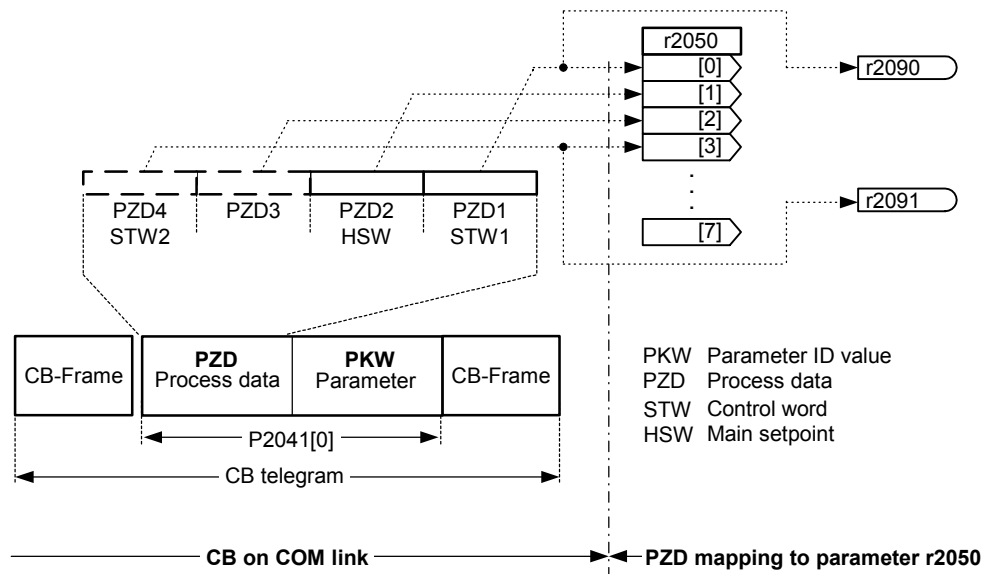 r2050
[0]
r2090
[1]
[2]
[3]
PZD4 PZD3 PZD2 PZD1
STW2 HSW STW1
r2091
[7]
CB-Frame PZD PKW CB-Frame
Process data Parameter
P2041[0]
CB telegram
PKW Parameter ID value
PZD Process data
STW Control word
HSW Main setpoint
CB on COM link PZD mapping to parameter r2050